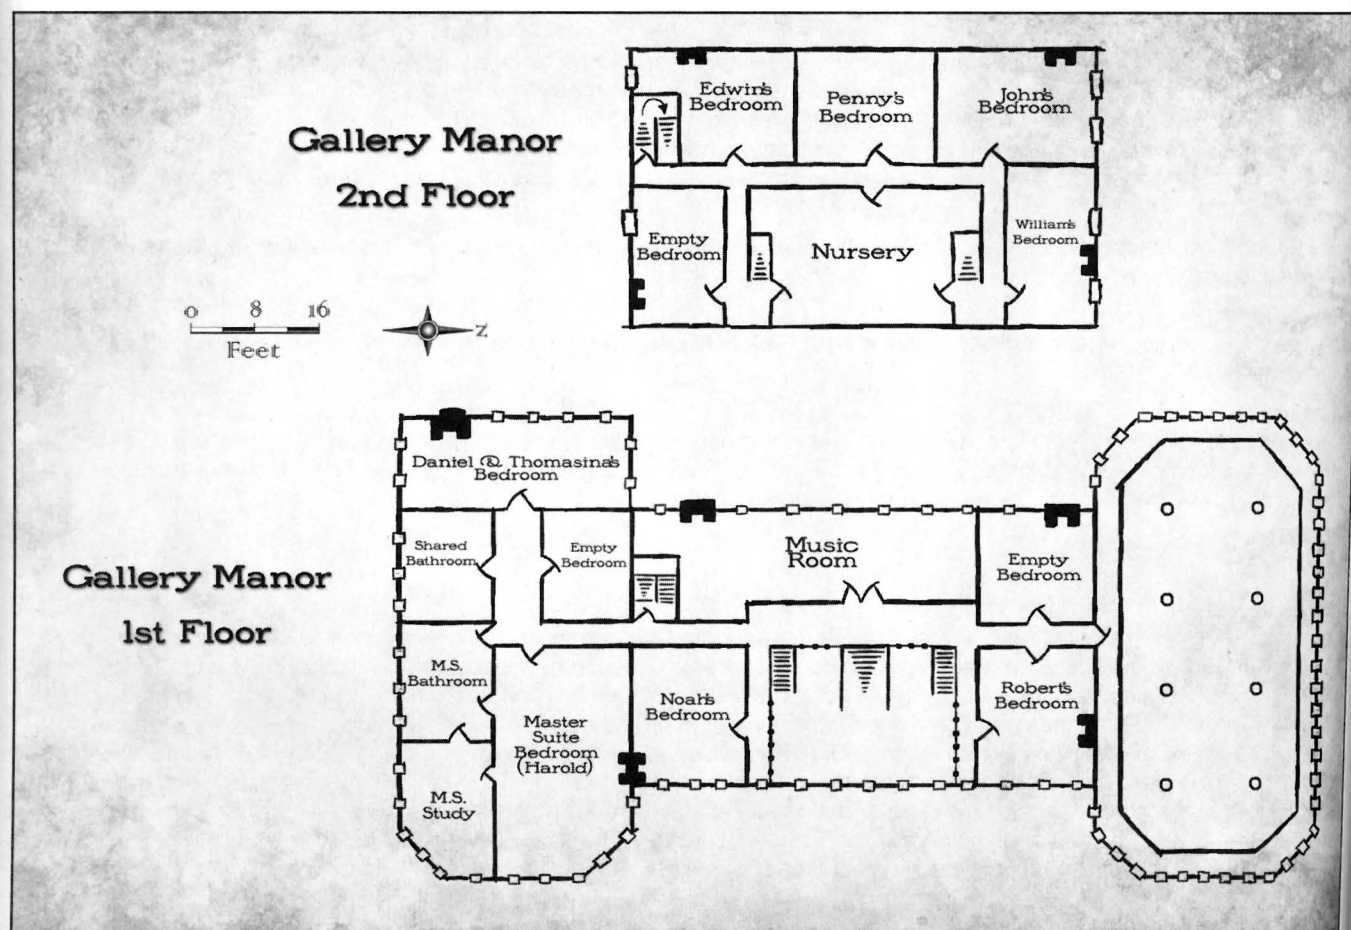 Gallery Manor
2nd Floor
Edwin's
Bedroom
Penny's
Bedroom
John's
Bedroom
Empty
Bedroom
Nursery
William's
Bedroom
0 8 16
Feet
Z
Gallery Manor
1st Floor
Daniel & Thomasina's
Bedroom
Shared
Bathroom
Empty
Bedroom
Music
Room
Empty
Bedroom
M.S.
Bathroom
Master
Suite
Bedroom
(Harold)
Noah's
Bedroom
Robert's
Bedroom
M.S.
Study